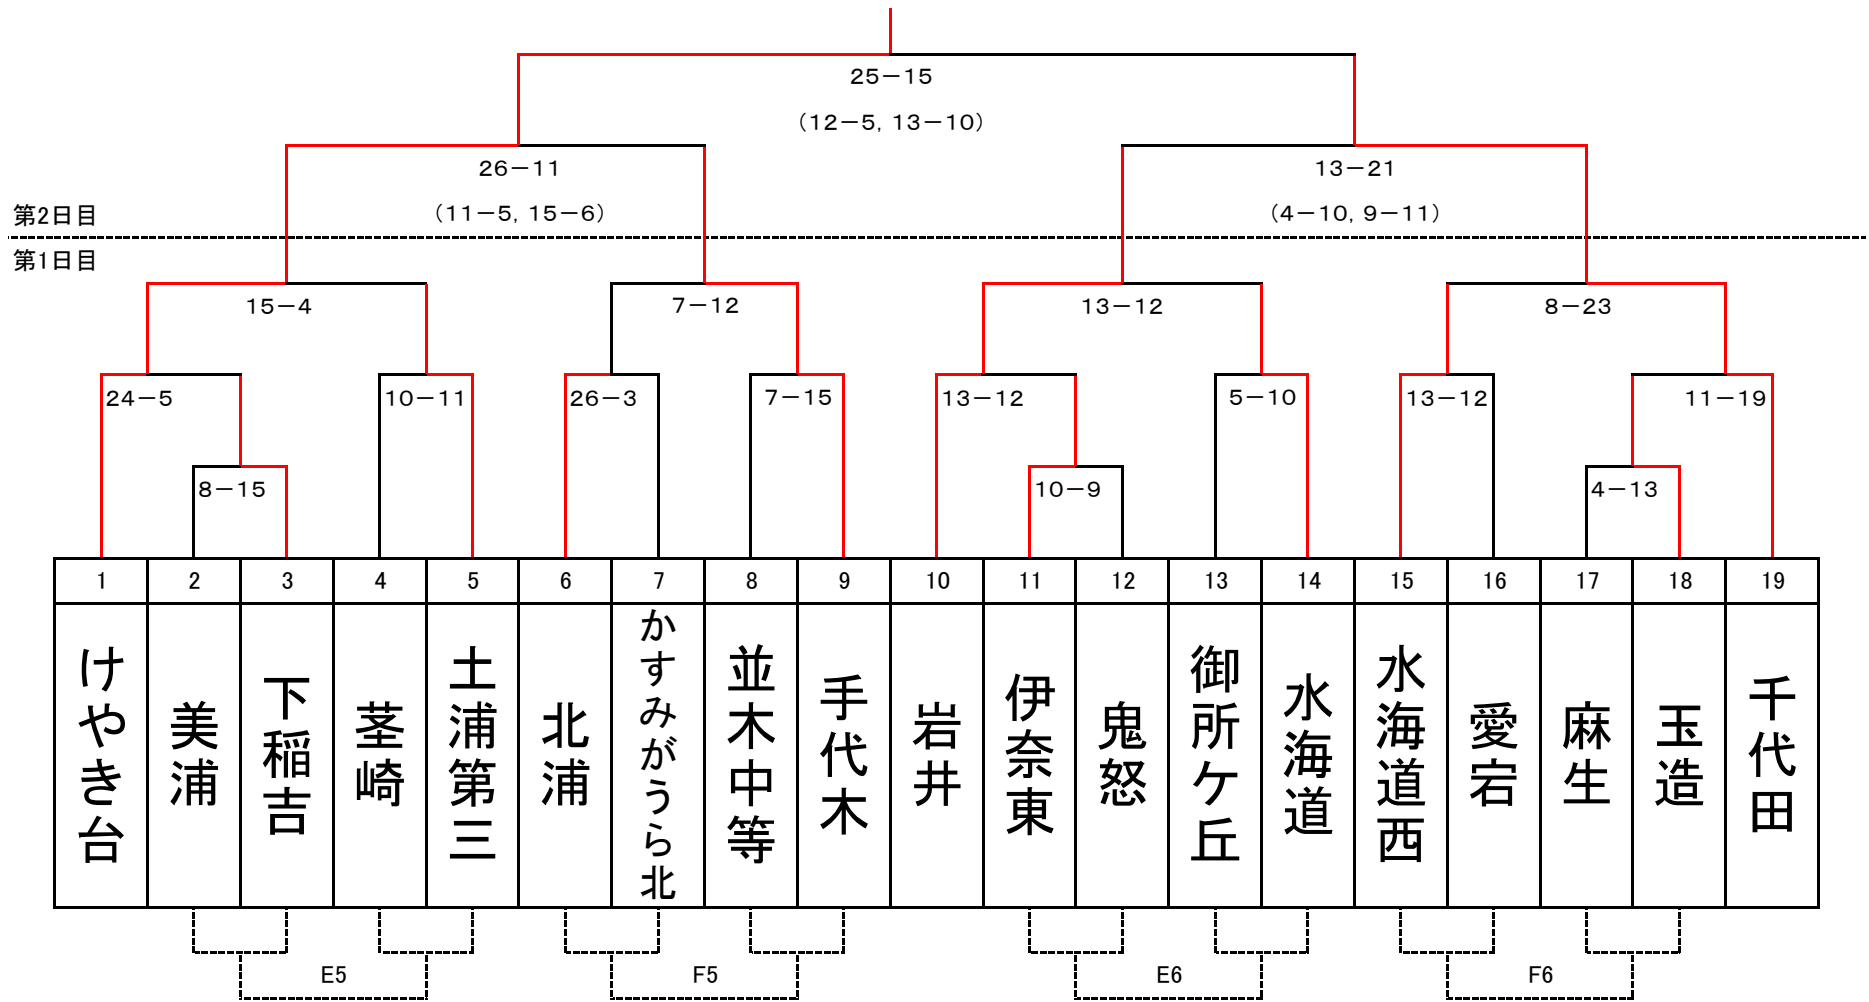 25－15
（12－5, 13－10）
26－11
13－21
第2日目
（11－5, 15－6）
（4－10, 9－11）
第1日目
15－4
7－12
13－12
8－23
24－5
10－11
26－3
7－15
13－12
5－10
13－12
11－19
8－15
10－9
4－13
1 2 3 4 5 6 7 8 9 10 11 12 13 14 15 16 17 18 19
けやき台
美浦
下稲吉
茎崎
土浦第三
北浦
かすみがうら北
並木中等
手代木
岩井
伊奈東
鬼怒
御所ケ丘
水海道
水海道西
愛宕
麻生
玉造
千代田
E5
F5
E6
F6